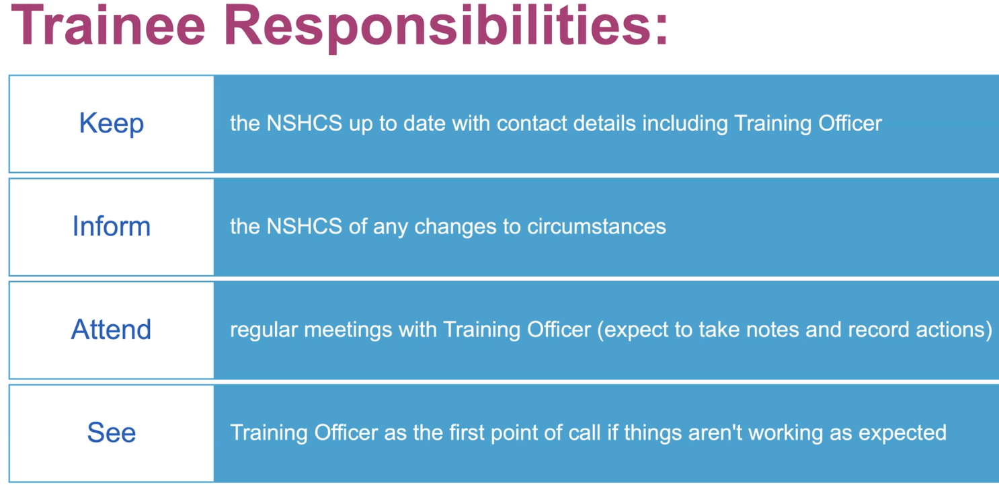 Trainee Responsibilities:
Keep
the NSHCS up to date with contact details including Training Officer
Inform
the NSHCS of any changes to circumstances
Attend
regular meetings with Training Officer (expect to take notes and record actions)
See
Training Officer as the first point of call if things aren't working as expected